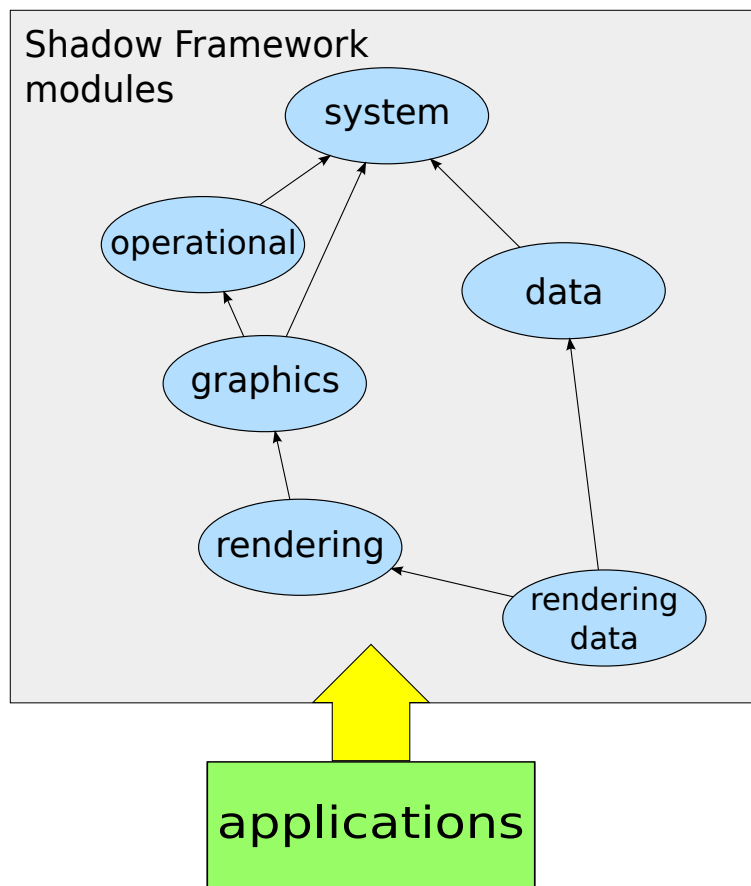 Shadow Framework
modules
system
operational
data
graphics
rendering
rendering
data
applications